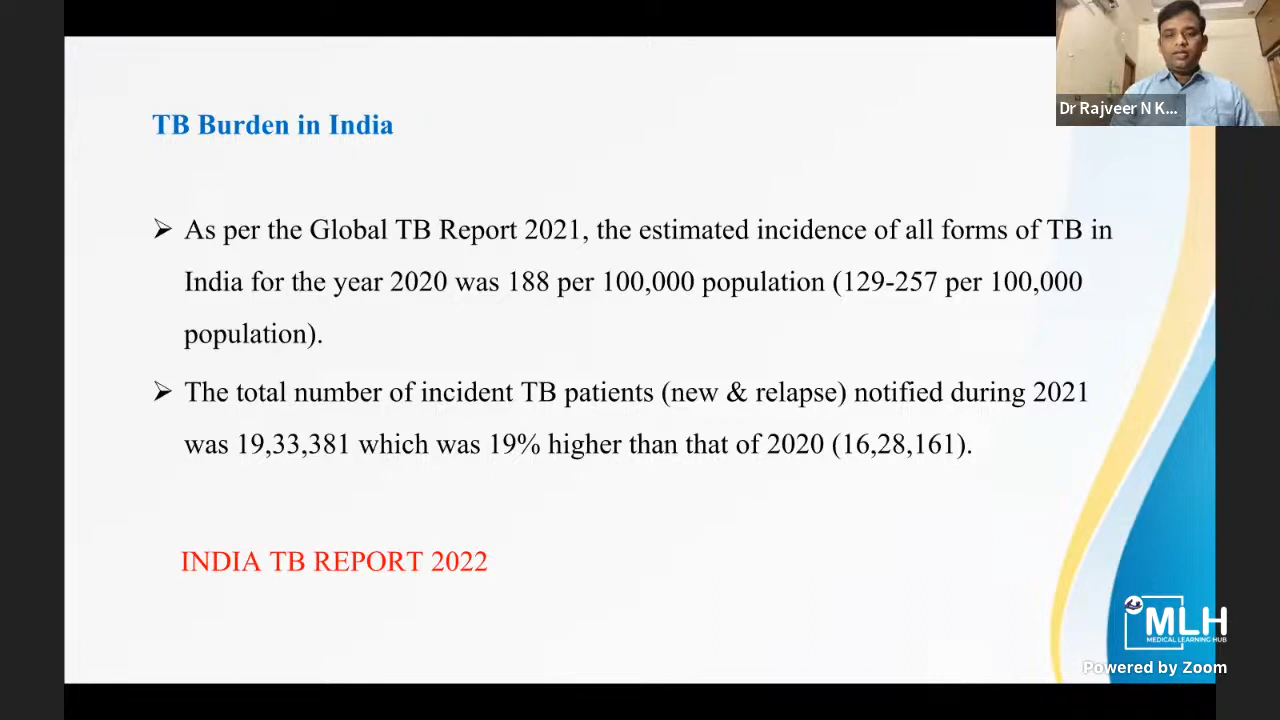 Dr Rajveer N K...
TB Burden in India
➢ As per the Global TB Report 2021, the estimated incidence of all forms of TB in
India for the year 2020 was 188 per 100,000 population (129-257 per 100,000
population).
➢ The total number of incident TB patients (new & relapse) notified during 2021
was 19,33,381 which was 19% higher than that of 2020 (16,28,161).
INDIA TB REPORT 2022
MLH
MEDICAL LEARNING HUB
Powered by Zoom